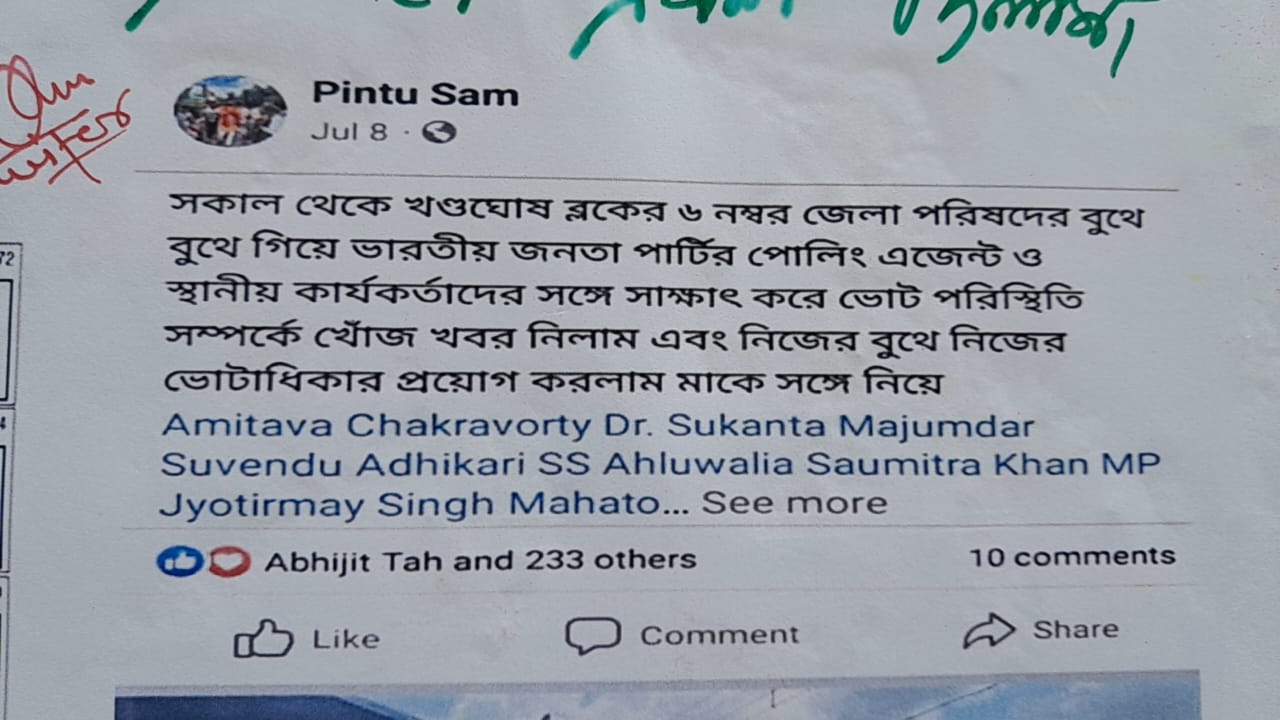 Pintu Sam
Jul 8 ·
সকাল থেকে খণ্ডঘোষ ব্লকের ৬ নম্বর জেলা পরিষদের বুথে
বুথে গিয়ে ভারতীয় জনতা পার্টির পোলিং এজেন্ট ও
স্থানীয় কার্যকর্তাদের সঙ্গে সাক্ষাৎ করে ভোট পরিস্থিতি
সম্পর্কে খোঁজ খবর নিলাম এবং নিজের বুথে নিজের
ভোটাধিকার প্রয়োগ করলাম মাকে সঙ্গে নিয়ে
Amitava Chakravorty Dr. Sukanta Majumdar
Suvendu Adhikari SS Ahluwalia Saumitra Khan MP
Jyotirmay Singh Mahato... See more
Abhijit Tah and 233 others 10 comments
Like Comment Share